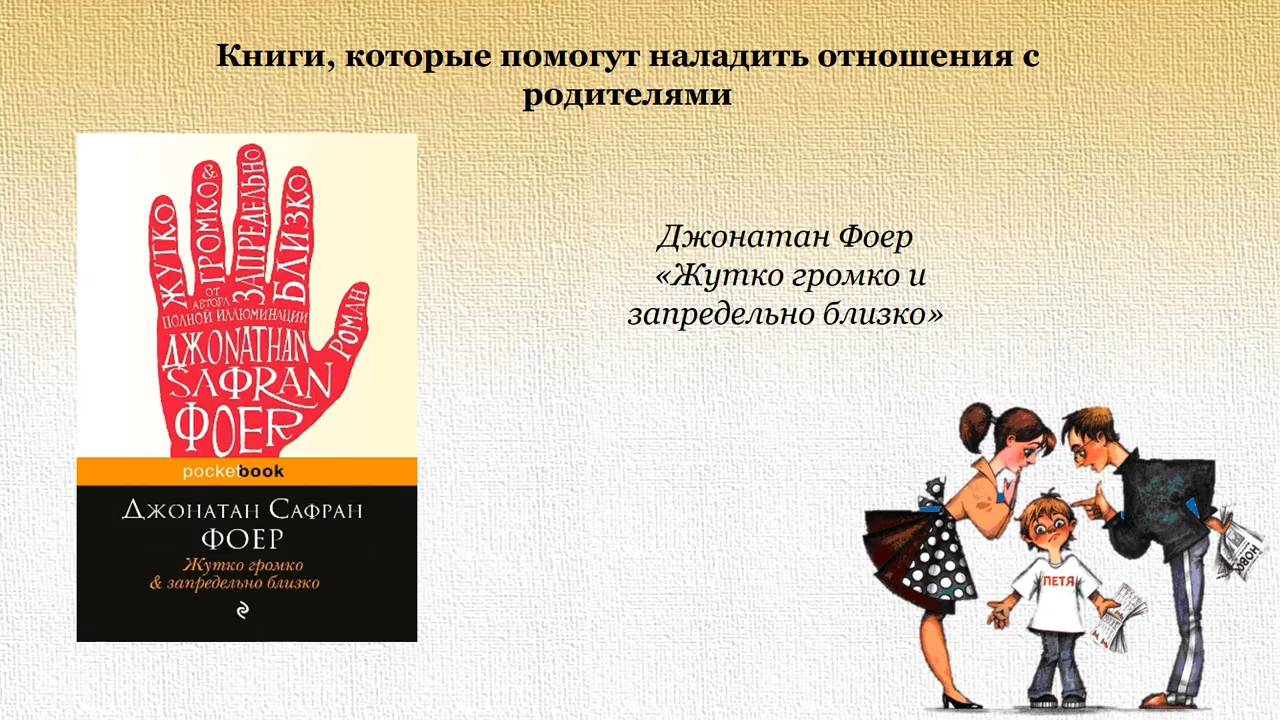 Книги, которые помогут наладить отношения с
родителями
ЖУТКО
ГРОМКО &
ЗАПРЕДЕЛЬНО
БЛИЗКО
ОТ
АВТОРА
ПОЛНОЙ ИЛЛЮМИНАЦИИ
РОМАН
ДЖОNATHAN
SAФRAN
ФОЕR
pocketbook
Джонатан Сафран
ФОЕР
Жутко громко
& запредельно близко
Джонатан Фоер
«Жутко громко и
запредельно близко»
ПЕТЯ